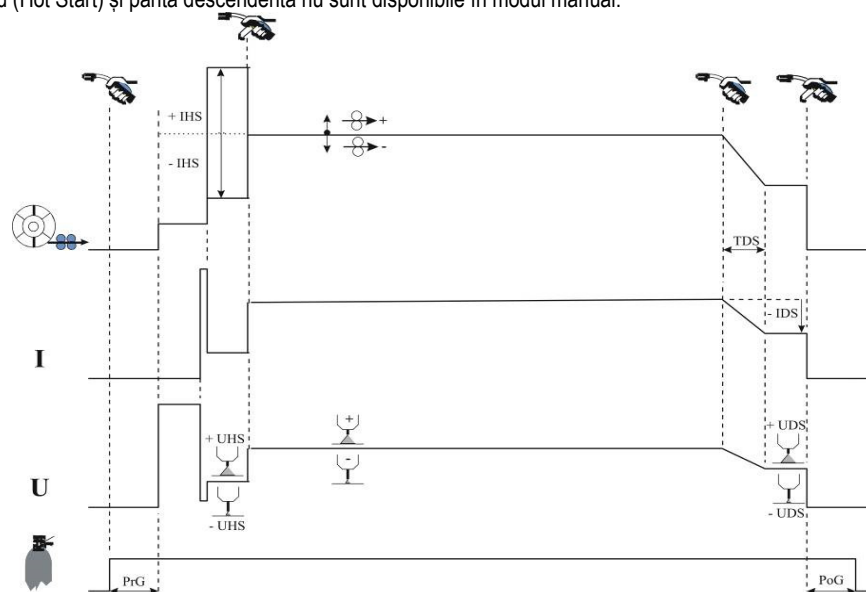 (Hot Start) și panta descendentă nu sunt disponibile în modul manual.
+ IHS
- IHS
+
-
TDS
- IDS
I
+ UHS
- UHS
+
-
+ UDS
- UDS
U
PrG
PoG